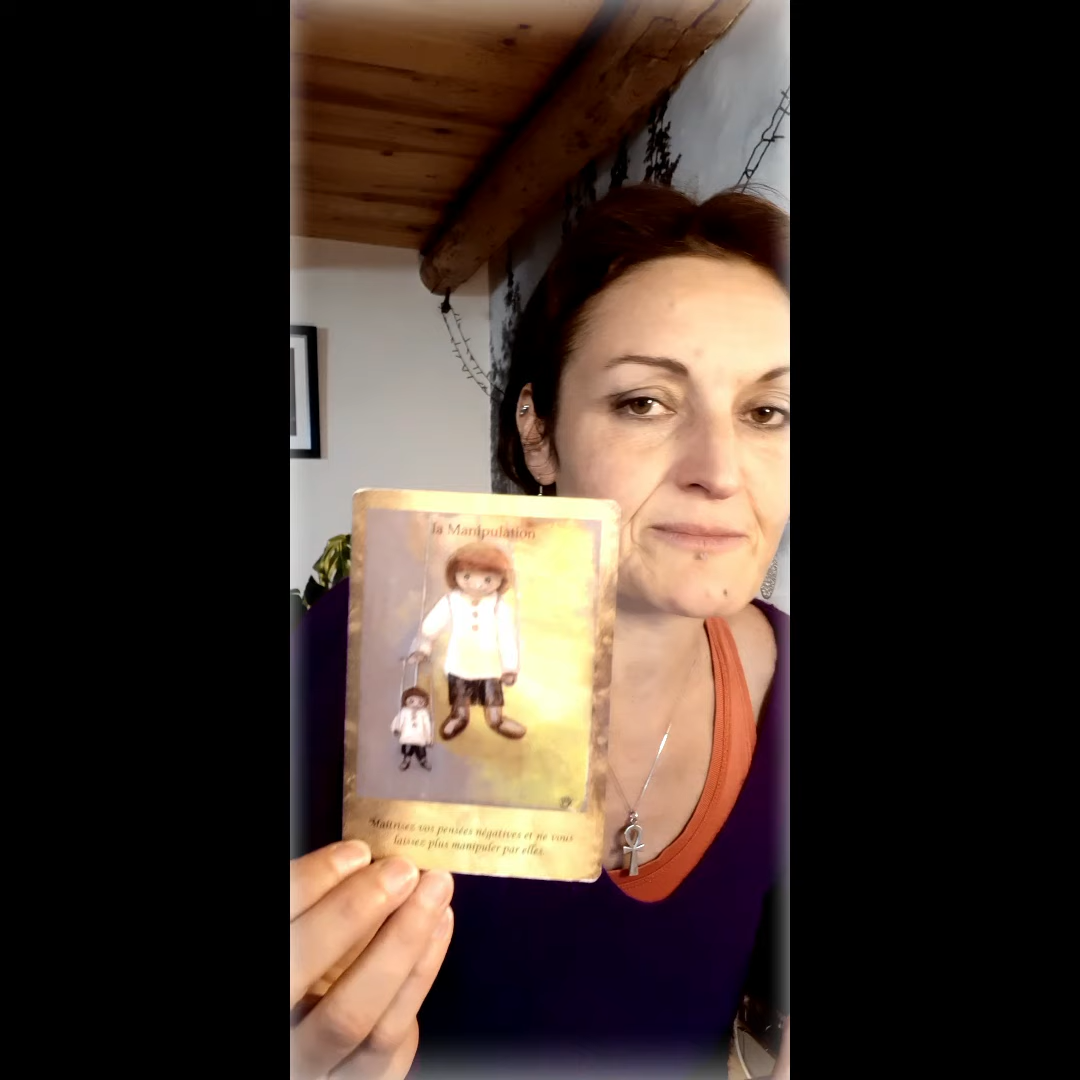 la Manipulation
Maîtrisez vos pensées négatives et ne vous
laissez plus manipuler par elles.